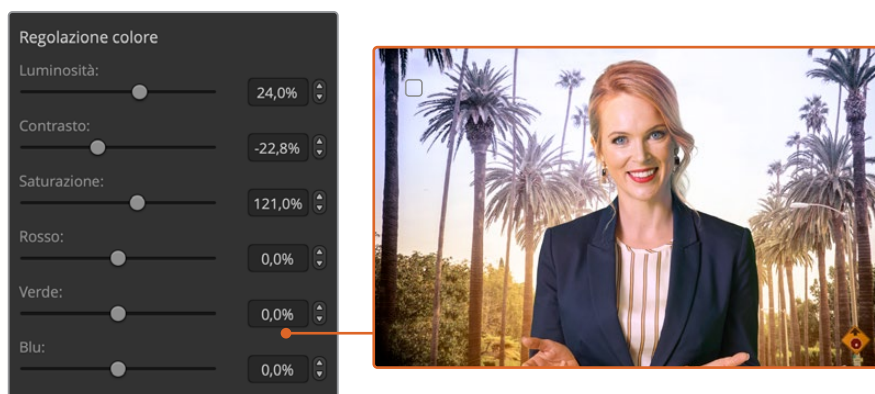 Regolazione colore
Luminosità:
24,0%
Contrasto:
-22,8%
Saturazione:
121,0%
Rosso:
0,0%
Verde:
0,0%
Blu:
0,0%